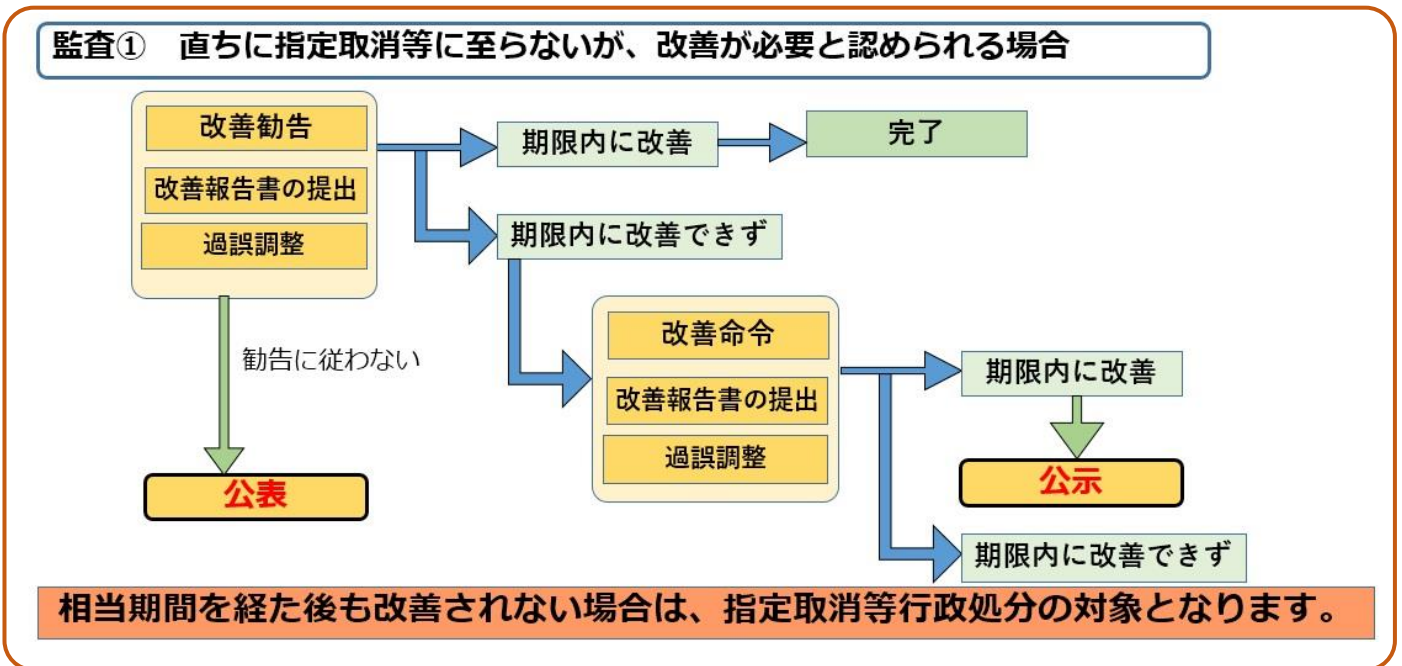 監査① 直ちに指定取消等に至らないが、改善が必要と認められる場合
改善勧告
改善報告書の提出
過誤調整
期限内に改善
完了
期限内に改善できず
勧告に従わない
公表
改善命令
改善報告書の提出
過誤調整
期限内に改善
公示
期限内に改善できず
相当期間を経た後も改善されない場合は、指定取消等行政処分の対象となります。